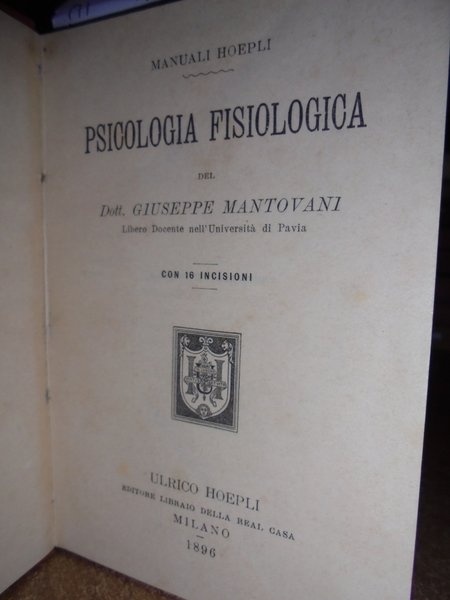 MANUALI HOEPLI
PSICOLOGIA FISIOLOGICA
DEL
Dott. GIUSEPPE MANTOVANI
Libero Docente nell'Università di Pavia
CON 16 INCISIONI
ULRICO HOEPLI
EDITORE LIBRAIO DELLA REAL CASA
MILANO
1896